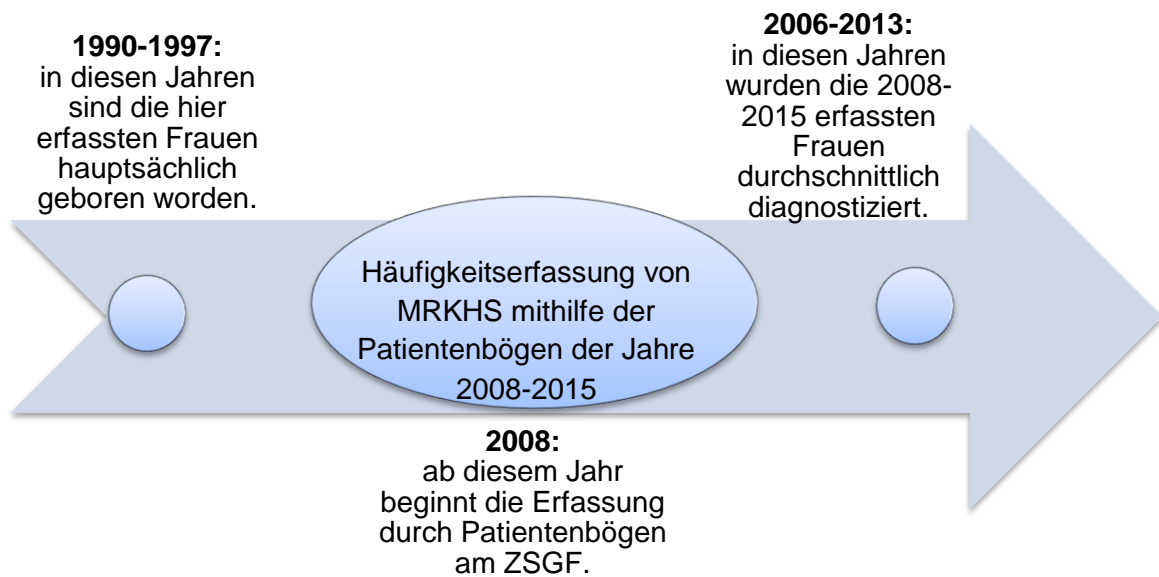 1990-1997:
in diesen Jahren
sind die hier
erfassten Frauen
hauptsächlich
geboren worden.
Häufigkeitserfassung von
MRKHS mithilfe der
Patientenbögen der Jahre
2008-2015
2008:
ab diesem Jahr
beginnt die Erfassung
durch Patientenbögen
am ZSGF.
2006-2013:
in diesen Jahren
wurden die 2008-
2015 erfassten
Frauen
durchschnittlich
diagnostiziert.